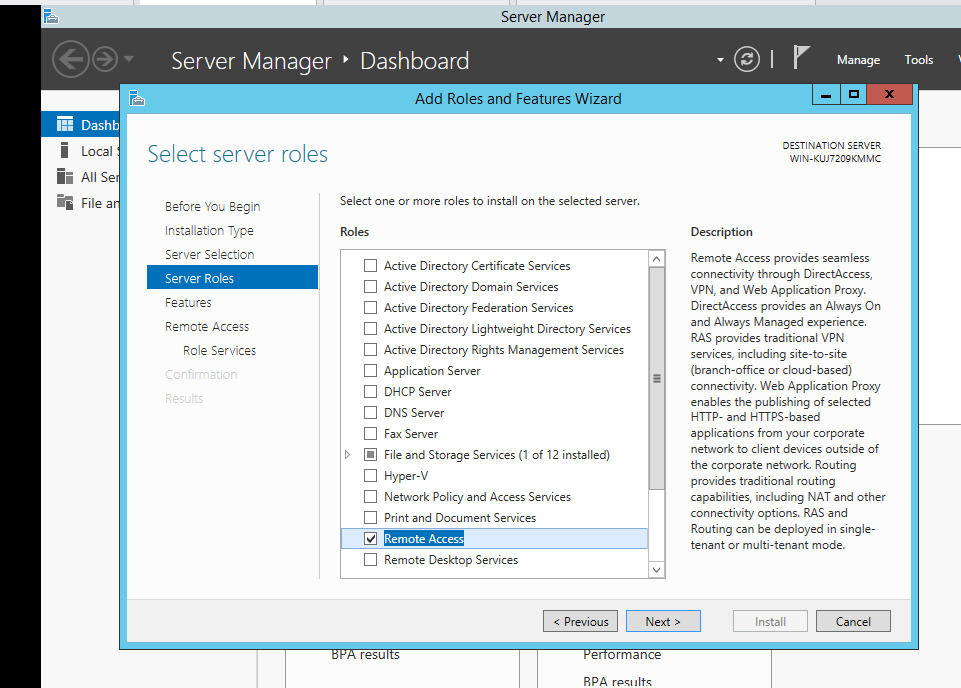 Server Manager
Server Manager ‣ Dashboard
Manage Tools
Add Roles and Features Wizard
Dashb
Local S
All Ser
File an
Select server roles
DESTINATION SERVER
WIN-KUJ7209KMMC
Before You Begin
Installation Type
Server Selection
Server Roles
Features
Remote Access
Role Services
Confirmation
Results
Select one or more roles to install on the selected server.
Roles
Active Directory Certificate Services
Active Directory Domain Services
Active Directory Federation Services
Active Directory Lightweight Directory Services
Active Directory Rights Management Services
Application Server
DHCP Server
DNS Server
Fax Server
File and Storage Services (1 of 12 installed)
Hyper-V
Network Policy and Access Services
Print and Document Services
Remote Access
Remote Desktop Services
Description
Remote Access provides seamless
connectivity through DirectAccess,
VPN, and Web Application Proxy.
DirectAccess provides an Always On
and Always Managed experience.
RAS provides traditional VPN
services, including site-to-site
(branch-office or cloud-based)
connectivity. Web Application Proxy
enables the publishing of selected
HTTP- and HTTPS-based
applications from your corporate
network to client devices outside of
the corporate network. Routing
provides traditional routing
capabilities, including NAT and other
connectivity options. RAS and
Routing can be deployed in single-
tenant or multi-tenant mode.
< Previous
Next >
Install
Cancel
BPA results
Performance
BPA results